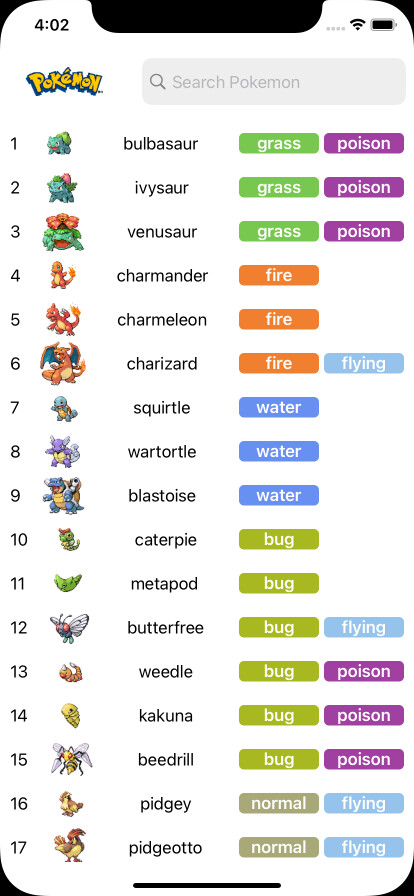 4:02
Pokémon
Search Pokemon
1 bulbasaur grass poison
2 ivysaur grass poison
3 venusaur grass poison
4 charmander fire
5 charmeleon fire
6 charizard fire flying
7 squirtle water
8 wartortle water
9 blastoise water
10 caterpie bug
11 metapod bug
12 butterfree bug flying
13 weedle bug poison
14 kakuna bug poison
15 beedrill bug poison
16 pidgey normal flying
17 pidgeotto normal flying